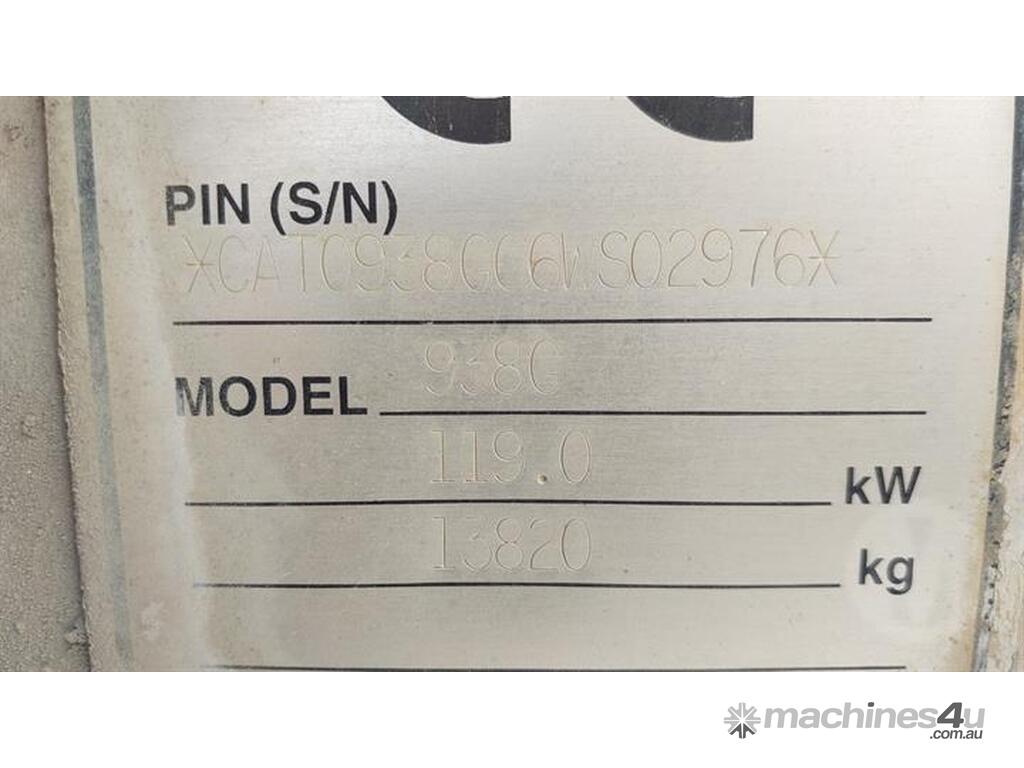 PIN (S/N)
*CAT0938GC6WS02976*
938G
MODEL
119.0
kW
13820
kg
machines4u
.com.au